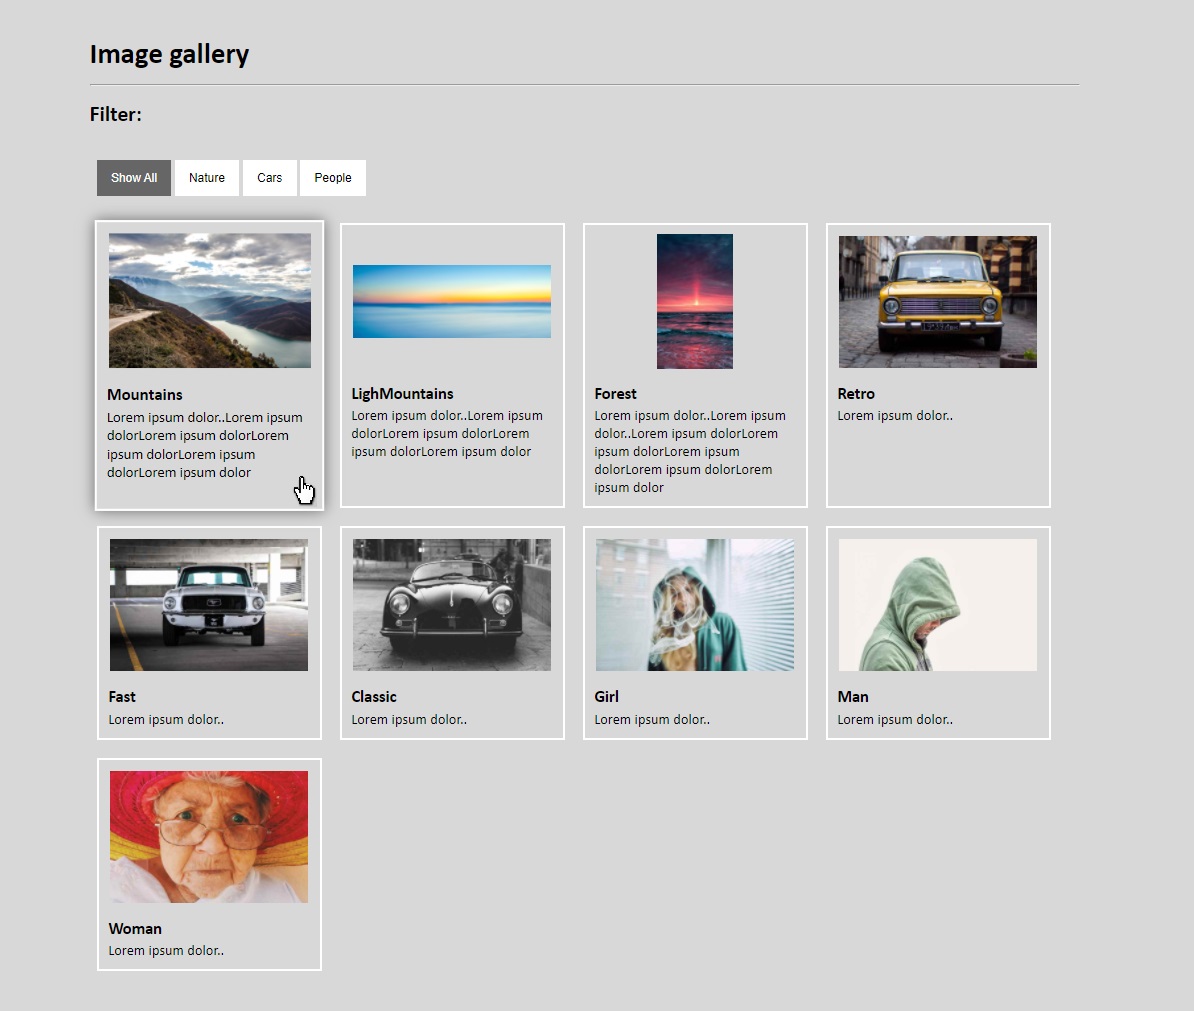 Image gallery
Filter:
Show All
Nature
Cars
People
Mountains
Lorem ipsum dolor..Lorem ipsum
dolorLorem ipsum dolorLorem
ipsum dolorLorem ipsum
dolorLorem ipsum dolor
LighMountains
Lorem ipsum dolor..Lorem ipsum
dolorLorem ipsum dolorLorem
ipsum dolorLorem ipsum dolor
Forest
Lorem ipsum dolor..Lorem ipsum
dolor..Lorem ipsum dolorLorem
ipsum dolorLorem ipsum
dolorLorem ipsum dolorLorem
ipsum dolor
Retro
Lorem ipsum dolor..
Fast
Lorem ipsum dolor..
Classic
Lorem ipsum dolor..
Girl
Lorem ipsum dolor..
Man
Lorem ipsum dolor..
Woman
Lorem ipsum dolor..